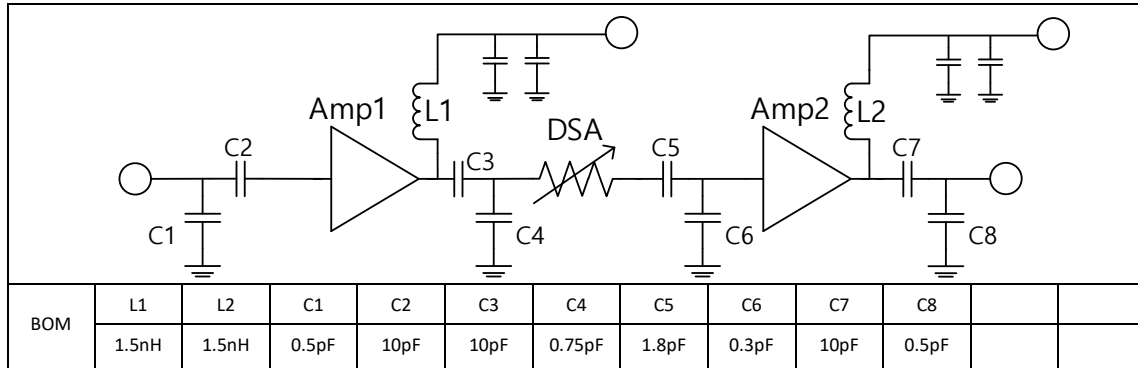 Amp1
L1
C2
C3
DSA
C5
Amp2
L2
C7
C1
C4
C6
C8
BOM L1 L2 C1 C2 C3 C4 C5 C6 C7 C8
1.5nH 1.5nH 0.5pF 10pF 10pF 0.75pF 1.8pF 0.3pF 10pF 0.5pF